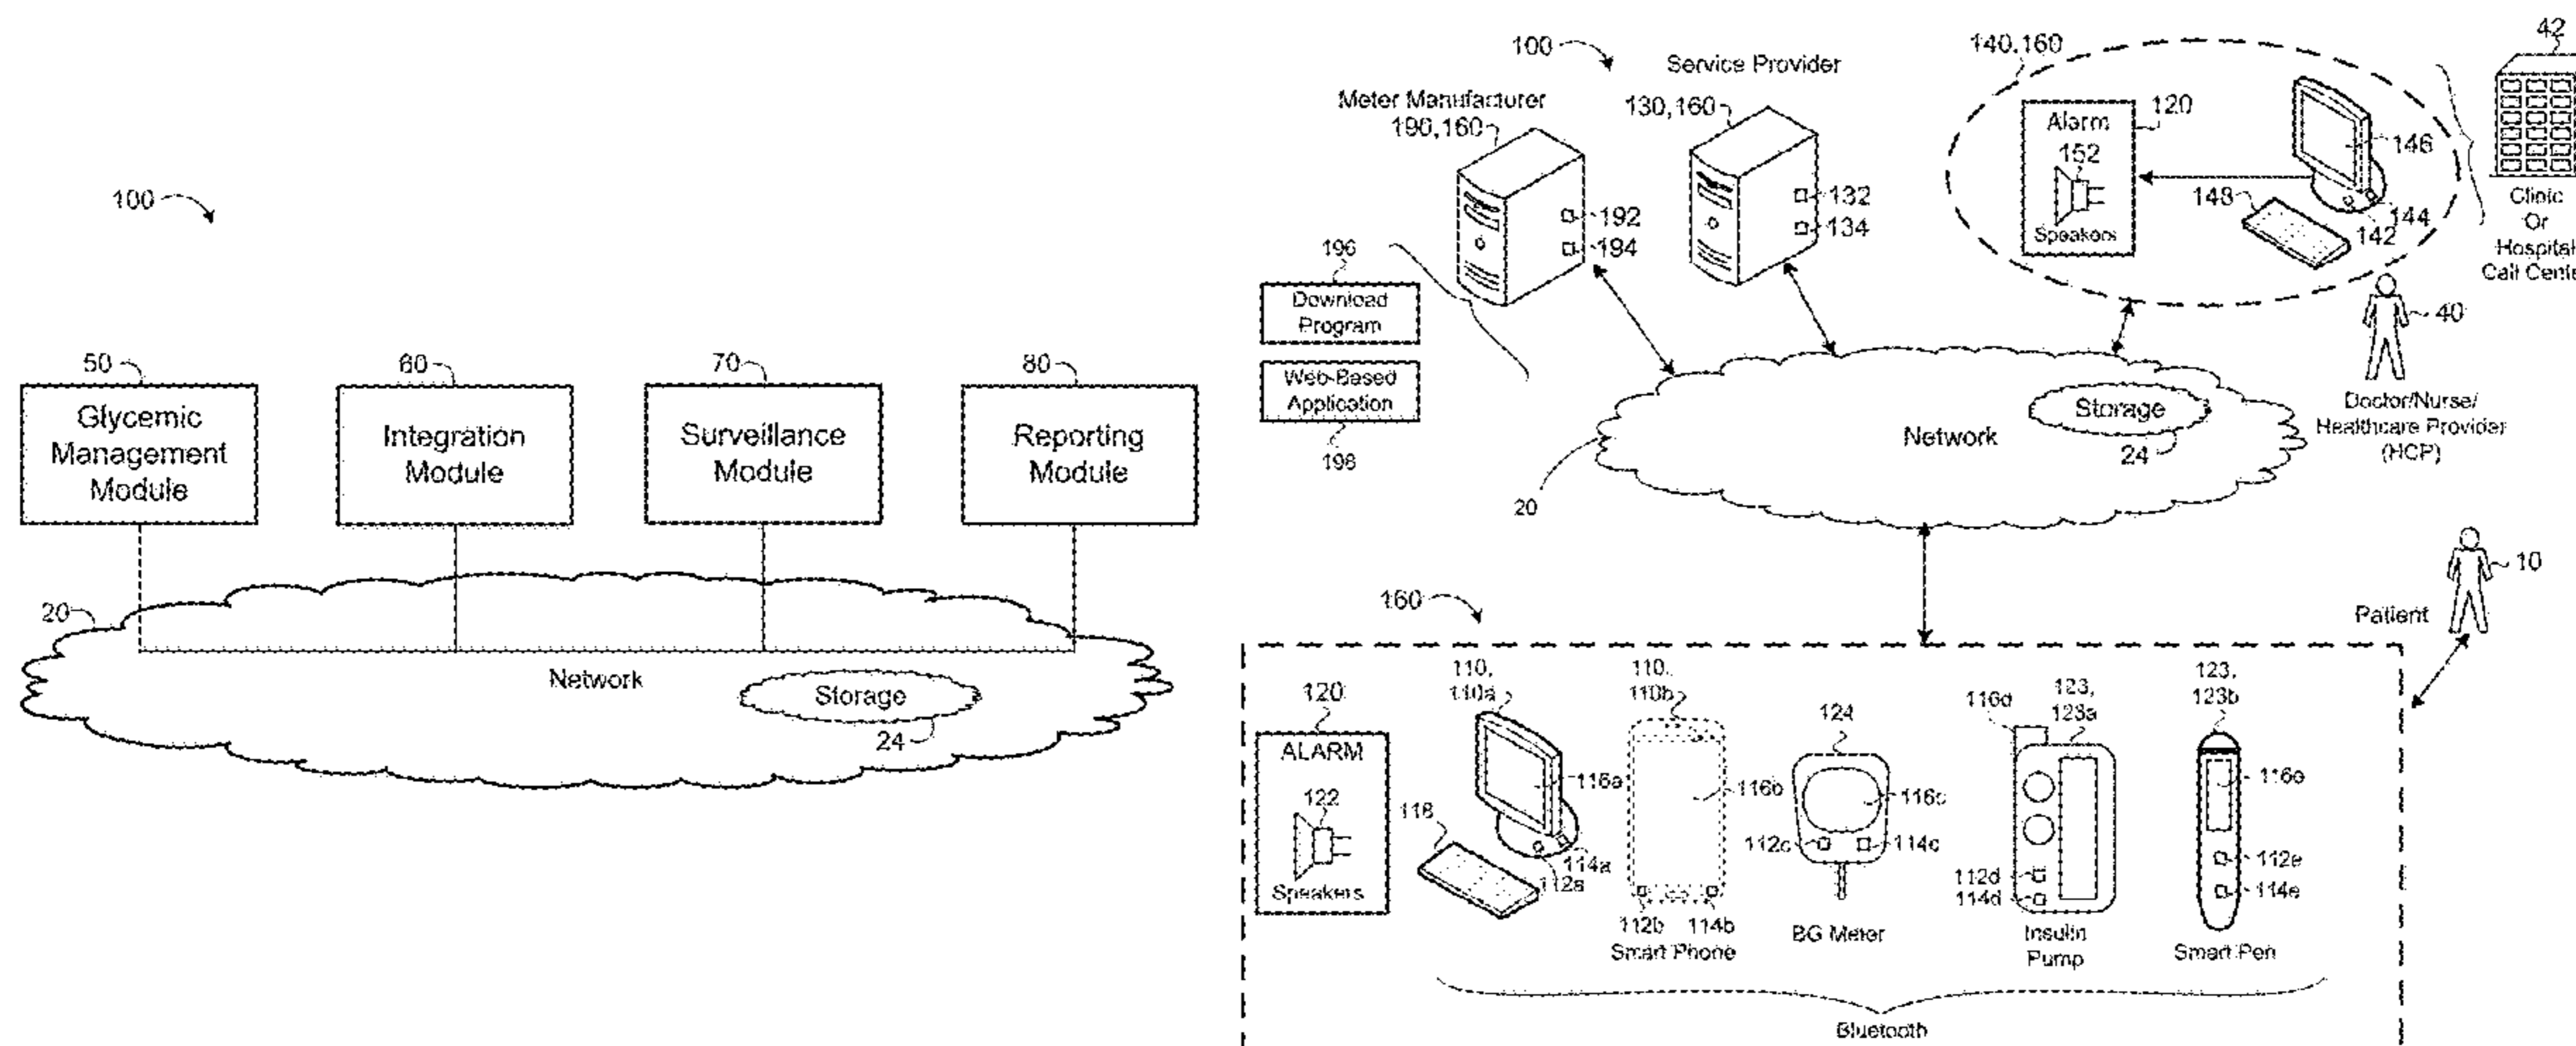 100
50
60
70
80
Glycemic
Management
Module
Integration
Module
Surveillance
Module
Reporting
Module
20
Network
Storage
24
100
Service Provider
130,160
132
134
Meter Manufacturer
190,160
192
194
196
Download
Program
Web-Based
Application
198
140,160
Alarm
152
Speakers
120
146
148
144
142
42
Clinic
Or
Hospital
40
Doctor/Nurse/
Healthcare Provider
(HCP)
Network
Storage
24
20
10
Patient
160
120
ALARM
122
Speakers
110,
110a
116a
118
114a
112a
110,
110b
116b
112b
114b
Smart Phone
124
116c
112c
114c
BG Meter
123,
123a
116d
112d
114d
Insulin
Pump
123,
123b
116e
112e
114e
Smart Pen
Bluetooth